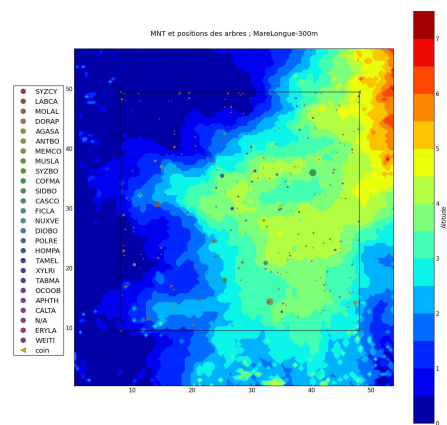 MNT et positions des arbres ; MareLongue-300m
SYZCY
LABCA
MOLAL
DORAP
AGASA
ANTBO
MEMCO
MUSLA
SYZBO
COFMA
SIDBO
CASCO
FICLA
NUXVE
DIOBO
POLRE
HOMPA
TAMEL
XYLRI
TABMA
OCOOB
APHTH
CALTA
N/A
ERYLA
WEITI
coin
50
40
30
20
10
10
20
30
40
50
7
6
5
4
3
2
1
0
Altitude